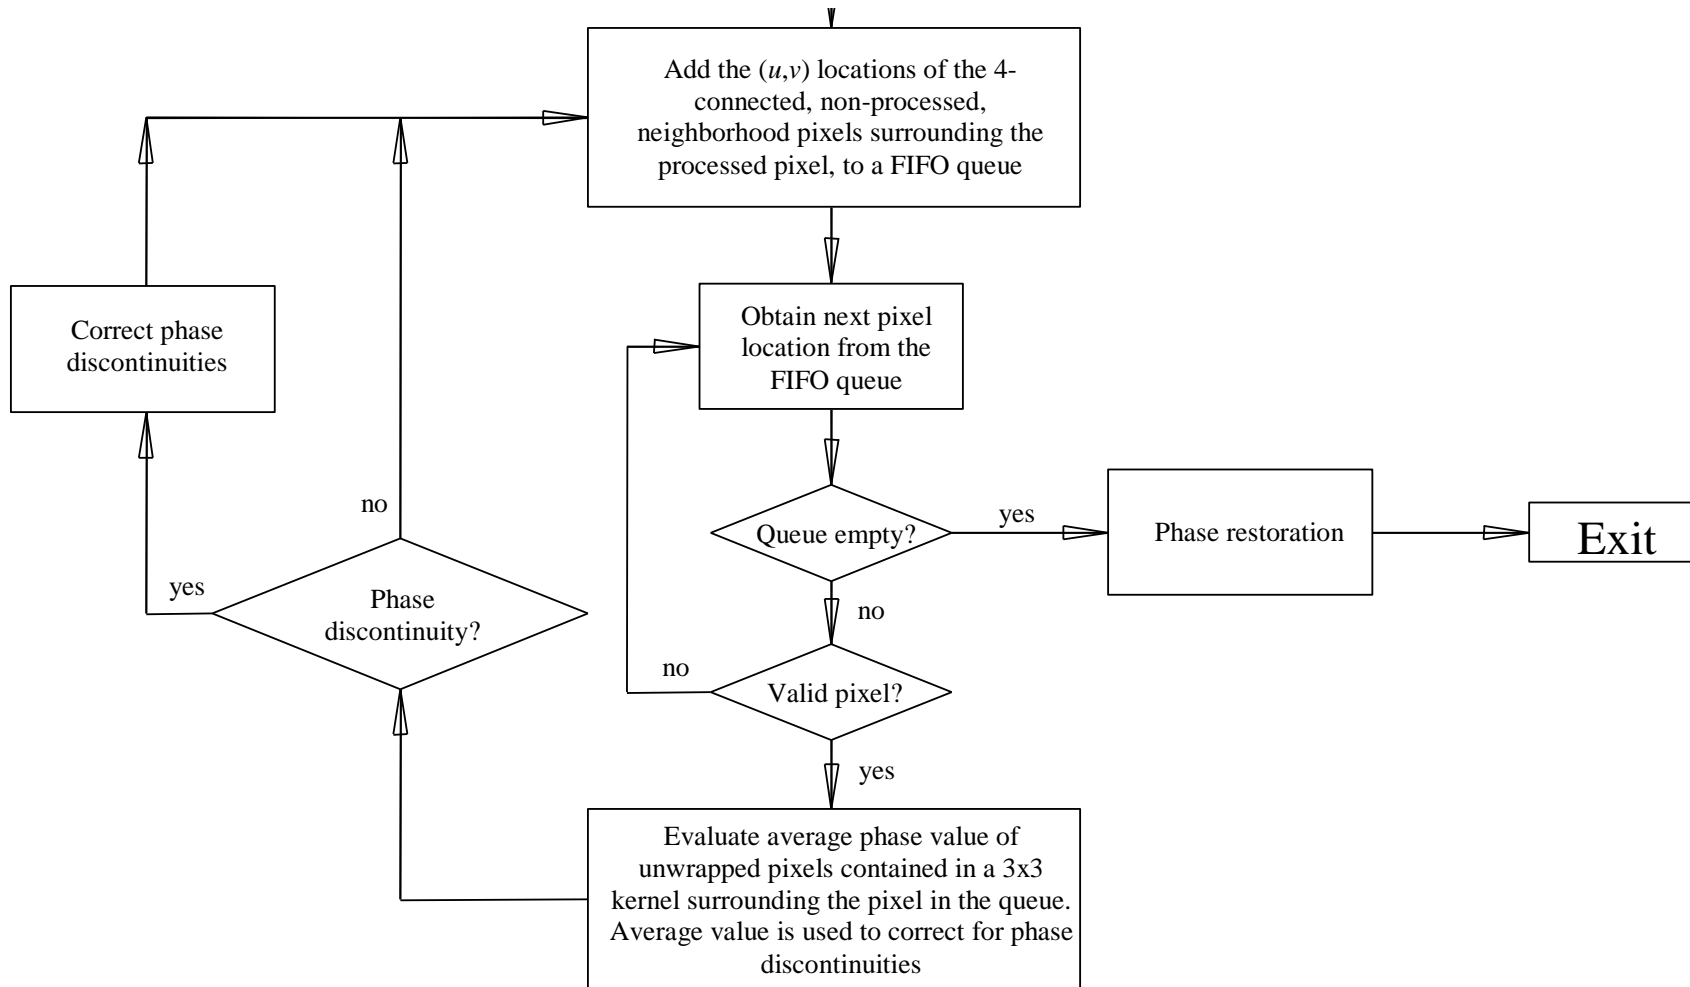 Add the (u,v) locations of the 4-
connected, non-processed,
neighborhood pixels surrounding the
processed pixel, to a FIFO queue
Correct phase
discontinuities
Obtain next pixel
location from the
FIFO queue
no
Queue empty?
yes
Phase restoration
Exit
yes
Phase
discontinuity?
no
no
Valid pixel?
yes
Evaluate average phase value of
unwrapped pixels contained in a 3x3
kernel surrounding the pixel in the queue.
Average value is used to correct for phase
discontinuities